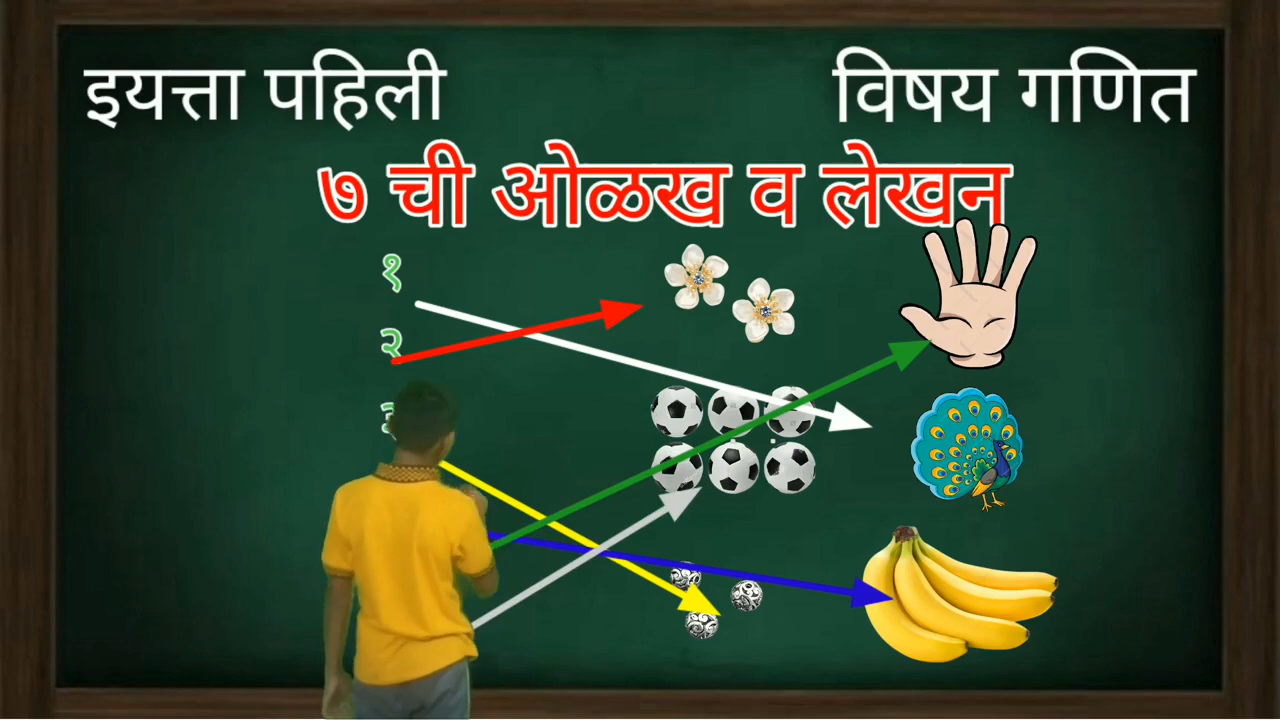 इयत्ता पहिली
विषय गणित
७ ची ओळख व लेखन
१
२